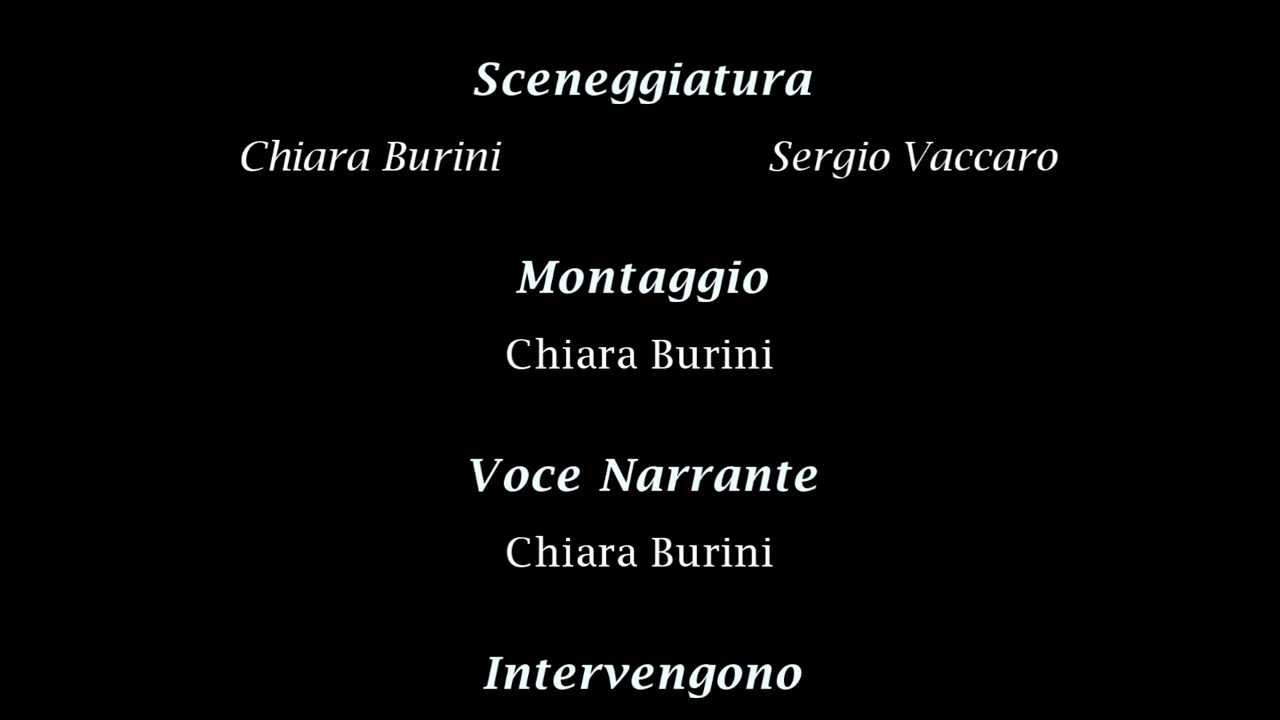 Sceneggiatura
Chiara Burini Sergio Vaccaro
Montaggio
Chiara Burini
Voce Narrante
Chiara Burini
Intervengono